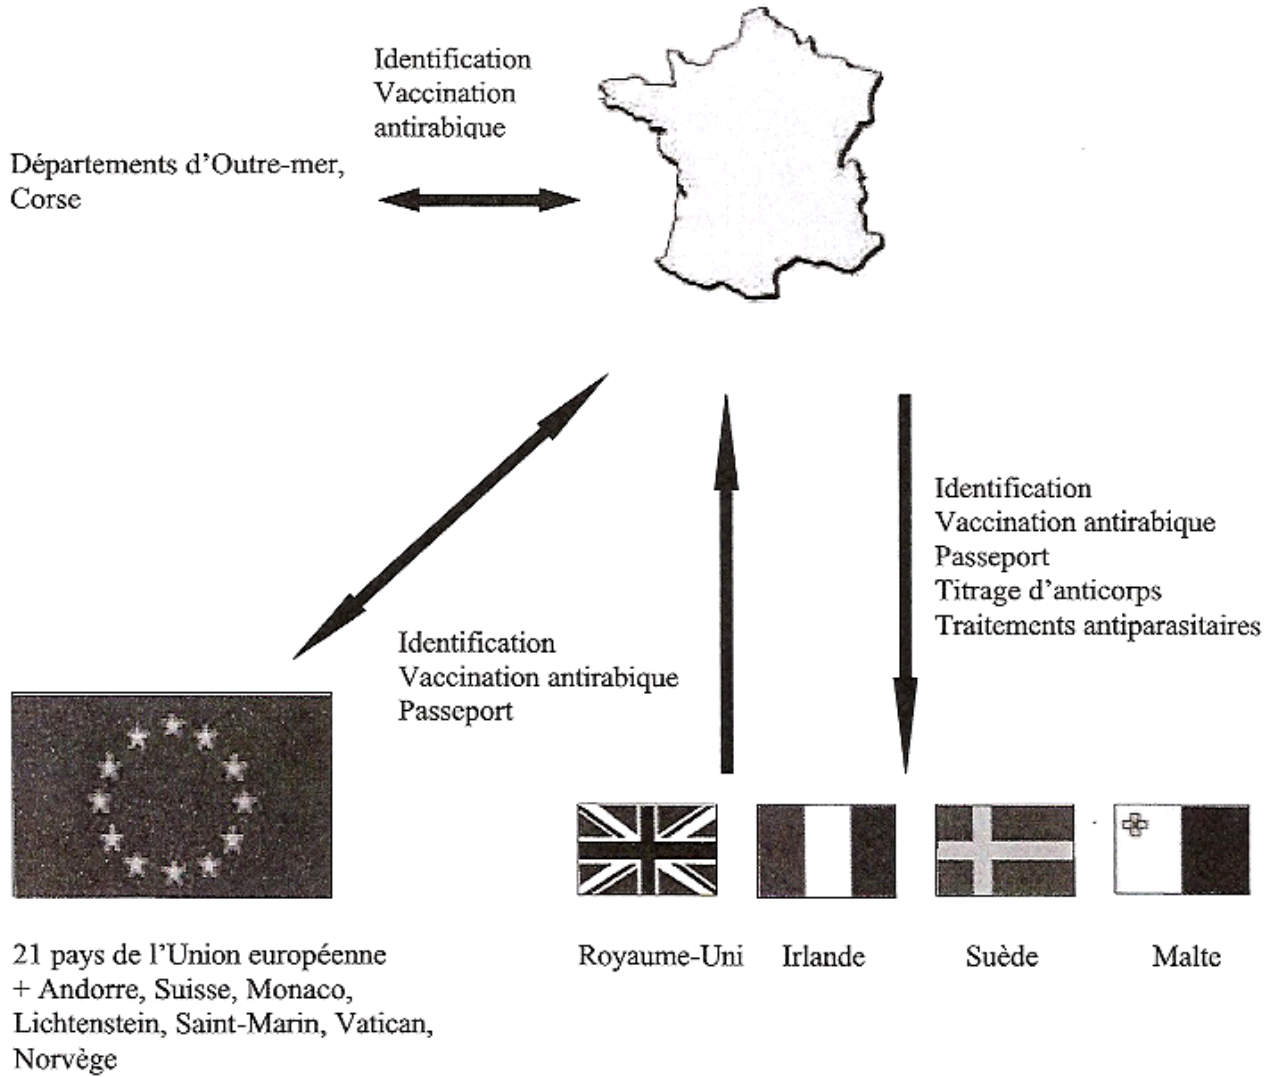 Identification
Vaccination
antirabique
Départements d'Outre-mer,
Corse
Identification
Vaccination antirabique
Passeport
Titrage d'anticorps
Traitements antiparasitaires
Identification
Vaccination antirabique
Passeport
21 pays de l'Union européenne
+ Andorre, Suisse, Monaco,
Lichtenstein, Saint-Marin, Vatican,
Norvège
Royaume-Uni
Irlande
Suède
Malte